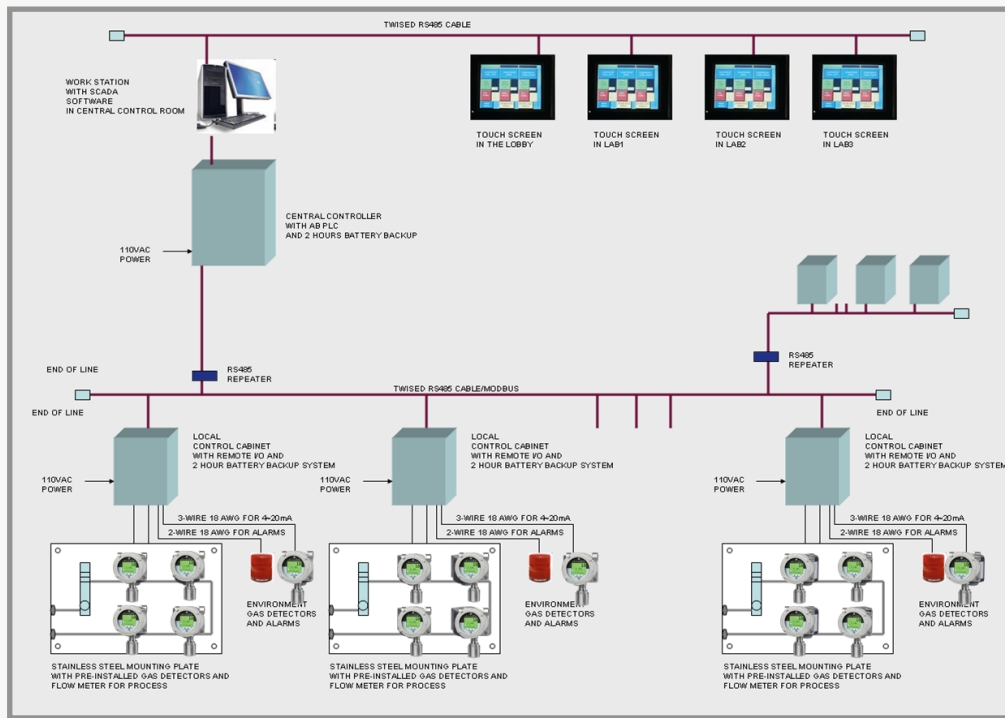 TWISED RS485 CABLE
WORK STATION
WITH SCADA
SOFTWARE
IN CENTRAL CONTROL ROOM
TOUCH SCREEN
IN THE LOBBY
TOUCH SCREEN
IN LAB1
TOUCH SCREEN
IN LAB2
TOUCH SCREEN
IN LAB3
CENTRAL CONTROLLER
WITH AB PLC
AND 2 HOURS BATTERY BACKUP
110VAC
POWER
RS485
REPEATER
RS485
REPEATER
END OF LINE
TWISED RS485 CABLE/MODBUS
END OF LINE
END OF LINE
LOCAL
CONTROL CABINET
WITH REMOTE I/O AND
2 HOUR BATTERY BACKUP SYSTEM
110VAC
POWER
3-WIRE 18 AWG FOR 4~20mA
2-WIRE 18 AWG FOR ALARMS
ENVIRONMENT
GAS DETECTORS
AND ALARMS
STAINLESS STEEL MOUNTING PLATE
WITH PRE-INSTALLED GAS DETECTORS AND
FLOW METER FOR PROCESS
LOCAL
CONTROL CABINET
WITH REMOTE I/O AND
2 HOUR BATTERY BACKUP SYSTEM
110VAC
POWER
3-WIRE 18 AWG FOR 4~20mA
2-WIRE 18 AWG FOR ALARMS
ENVIRONMENT
GAS DETECTORS
AND ALARMS
STAINLESS STEEL MOUNTING PLATE
WITH PRE-INSTALLED GAS DETECTORS AND
FLOW METER FOR PROCESS
LOCAL
CONTROL CABINET
WITH REMOTE I/O AND
2 HOUR BATTERY BACKUP SYSTEM
110VAC
POWER
3-WIRE 18 AWG FOR 4~20mA
2-WIRE 18 AWG FOR ALARMS
ENVIRONMENT
GAS DETECTORS
AND ALARMS
STAINLESS STEEL MOUNTING PLATE
WITH PRE-INSTALLED GAS DETECTORS AND
FLOW METER FOR PROCESS